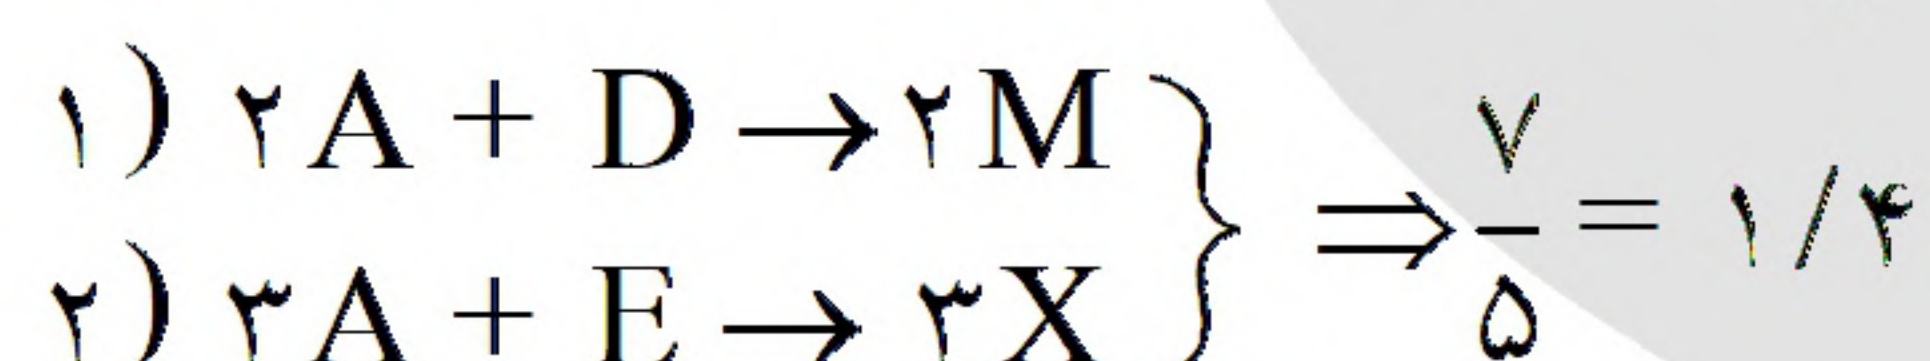 ۱) ۲A + D → ۲M } ⇒ ۷/۵ = ۱/۴
۲) ۳A + E → ۳X